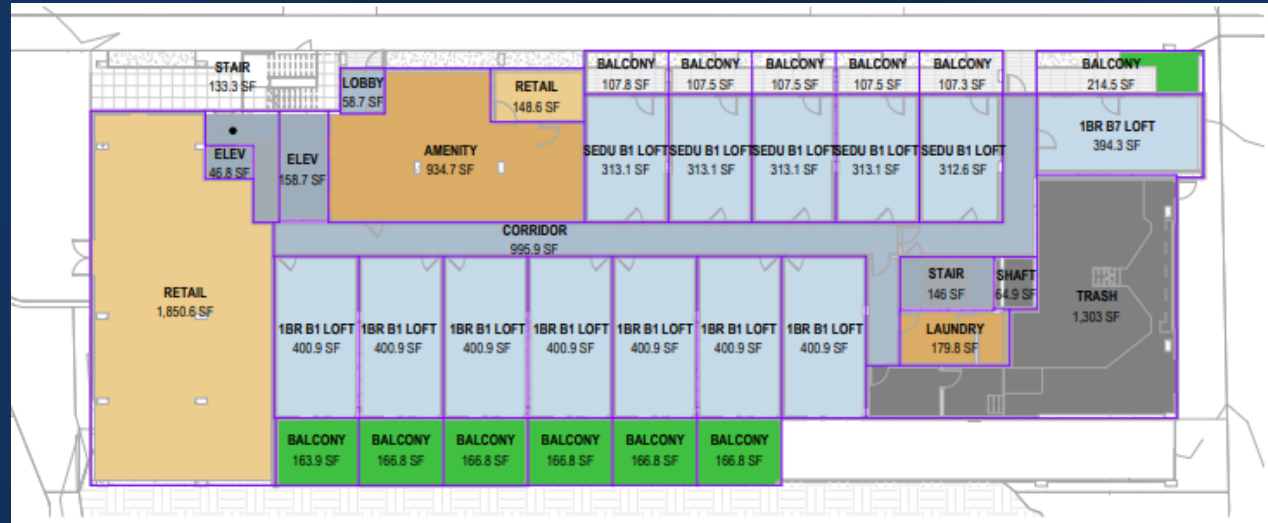 STAIR
133.3 SF
LOBBY
58.7 SF
RETAIL
148.6 SF
BALCONY
107.8 SF
BALCONY
107.5 SF
BALCONY
107.5 SF
BALCONY
107.5 SF
BALCONY
107.3 SF
BALCONY
214.5 SF
ELEV
46.8 SF
ELEV
158.7 SF
AMENITY
934.7 SF
SEDU B1 LOFT
313.1 SF
SEDU B1 LOFT
313.1 SF
SEDU B1 LOFT
313.1 SF
SEDU B1 LOFT
313.1 SF
SEDU B1 LOFT
312.6 SF
1BR B7 LOFT
394.3 SF
CORRIDOR
995.9 SF
RETAIL
1,850.6 SF
1BR B1 LOFT
400.9 SF
1BR B1 LOFT
400.9 SF
1BR B1 LOFT
400.9 SF
1BR B1 LOFT
400.9 SF
1BR B1 LOFT
400.9 SF
1BR B1 LOFT
400.9 SF
1BR B1 LOFT
400.9 SF
STAIR
146 SF
SHAFT
64.9 SF
TRASH
1,303 SF
LAUNDRY
179.8 SF
BALCONY
163.9 SF
BALCONY
166.8 SF
BALCONY
166.8 SF
BALCONY
166.8 SF
BALCONY
166.8 SF
BALCONY
166.8 SF